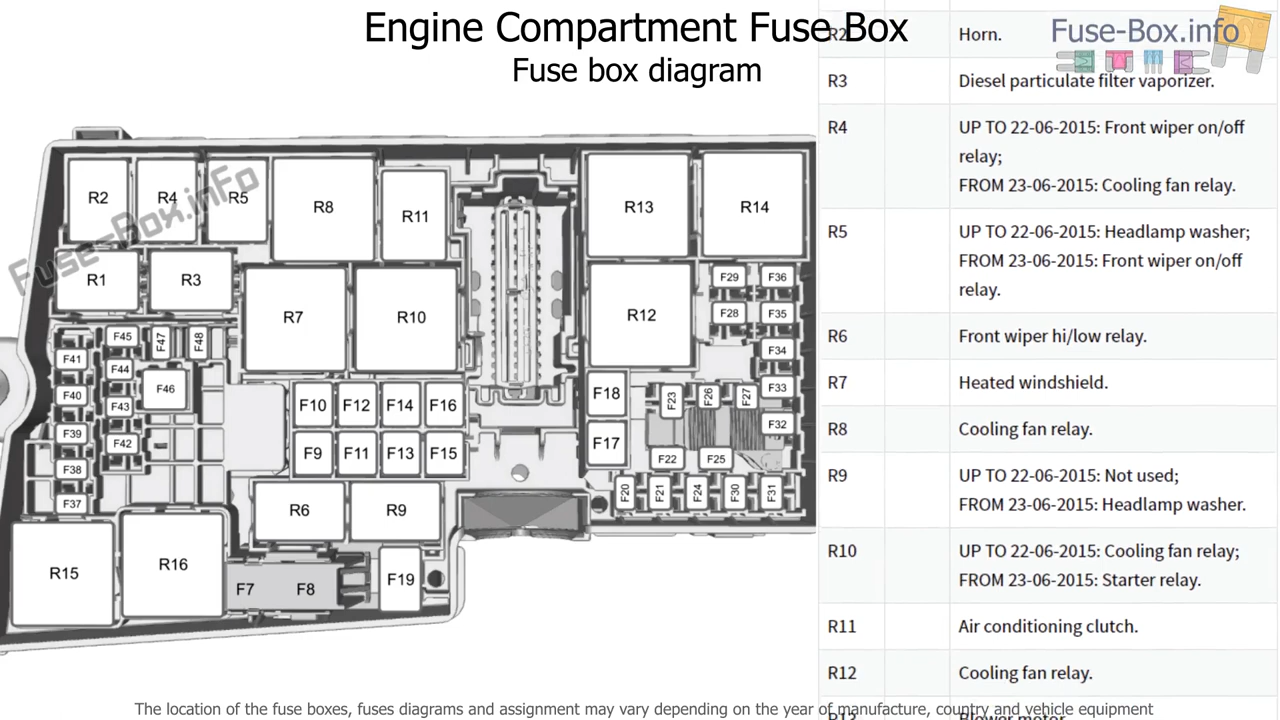 Engine Compartment Fuse Box
Fuse box diagram
Fuse-Box.info
Fuse-Box.info
R2 R4 R5 R8 R11 R13 R14
R1 R3
R7 R10 R12
F29 F36
F28 F35
F34
F33
F32
F45 F47 F48
F41
F44
F46
F40
F43
F39
F42
F38
F37
F10 F12 F14 F16
F9 F11 F13 F15
F18
F17
F23 F26 F27
F22 F25
F20 F21 F24 F30 F31
R6 R9
R15 R16
F7 F8 F19
R2 Horn.
R3 Diesel particulate filter vaporizer.
R4 UP TO 22-06-2015: Front wiper on/off
relay;
FROM 23-06-2015: Cooling fan relay.
R5 UP TO 22-06-2015: Headlamp washer;
FROM 23-06-2015: Front wiper on/off
relay.
R6 Front wiper hi/low relay.
R7 Heated windshield.
R8 Cooling fan relay.
R9 UP TO 22-06-2015: Not used;
FROM 23-06-2015: Headlamp washer.
R10 UP TO 22-06-2015: Cooling fan relay;
FROM 23-06-2015: Starter relay.
R11 Air conditioning clutch.
R12 Cooling fan relay.
R13 Blower motor.
The location of the fuse boxes, fuses diagrams and assignment may vary depending on the year of manufacture, country and vehicle equipment